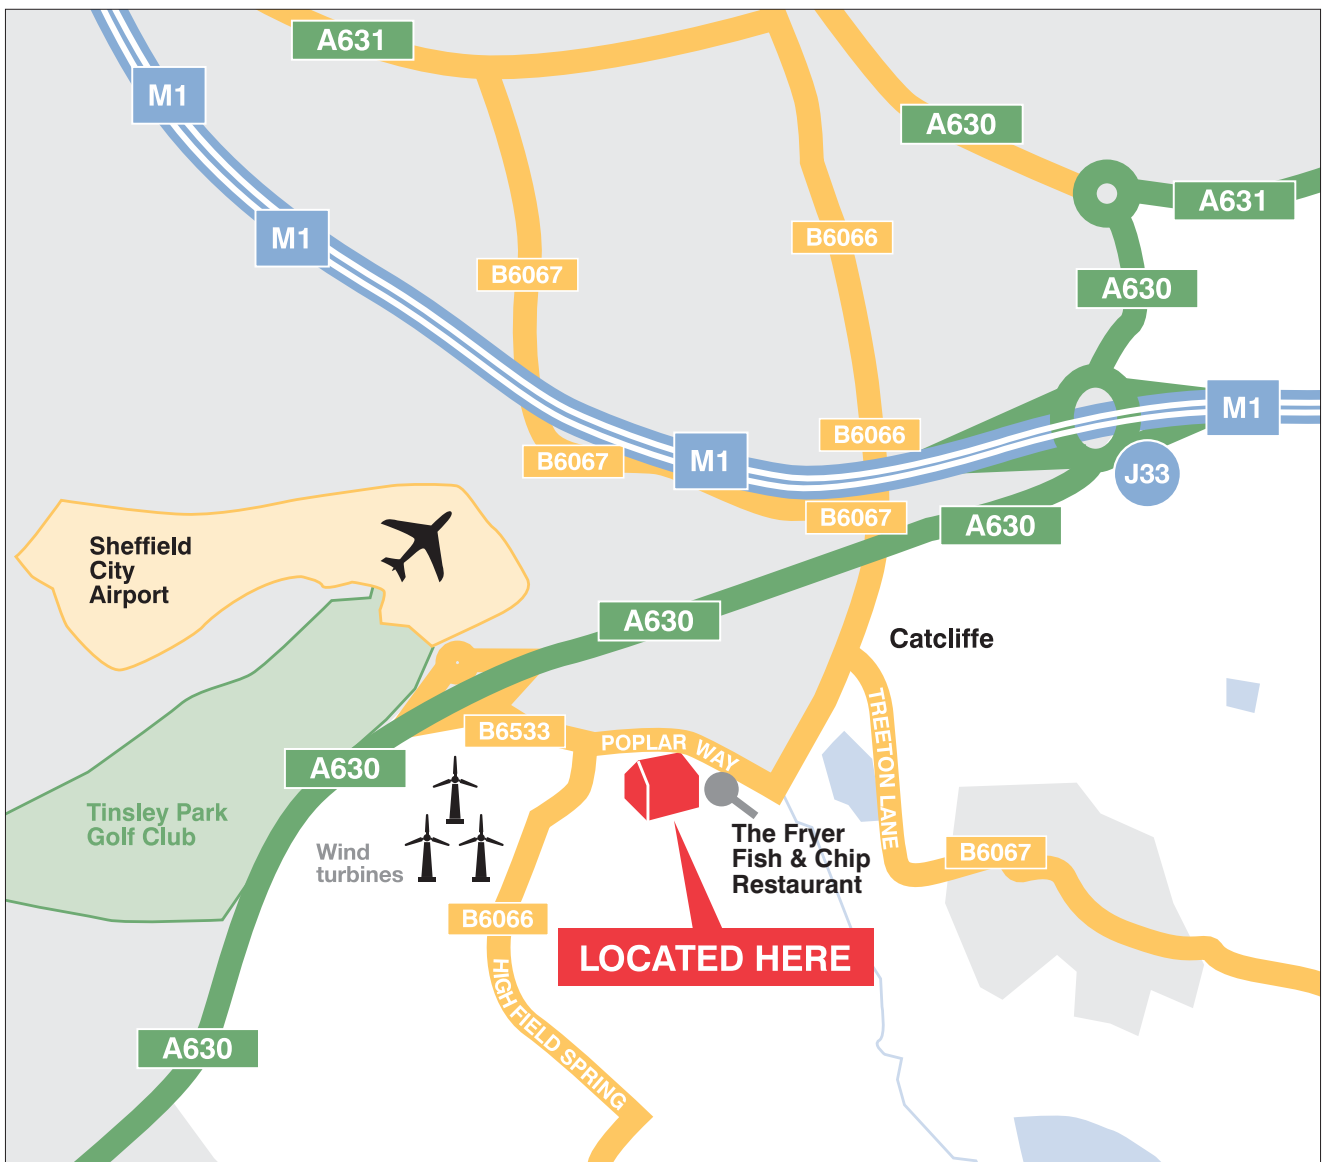 A631
M1
A630
A631
M1
B6066
B6067
A630
M1
B6066
B6067
M1
J33
B6067
A630
Sheffield
City
Airport
A630
Catcliffe
TREETON LANE
B6533
POPLAR WAY
A630
Tinsley Park
Golf Club
Wind
turbines
The Fryer
Fish & Chip
Restaurant
B6067
B6066
LOCATED HERE
HIGHFIELD SPRING
A630